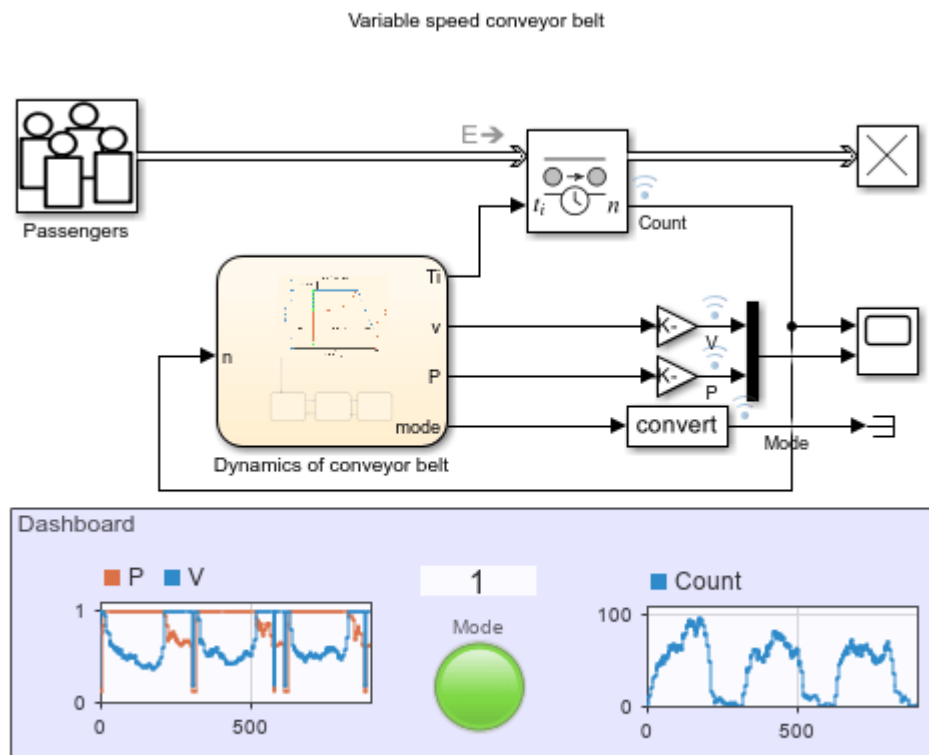 Variable speed conveyor belt
E
Passengers
ti n
Count
Ti
v
n
P
mode
K-
V
K-
P
convert
Mode
Dynamics of conveyor belt
Dashboard
P V
1
Count
1
Mode
100
0
0
0 500
0 500